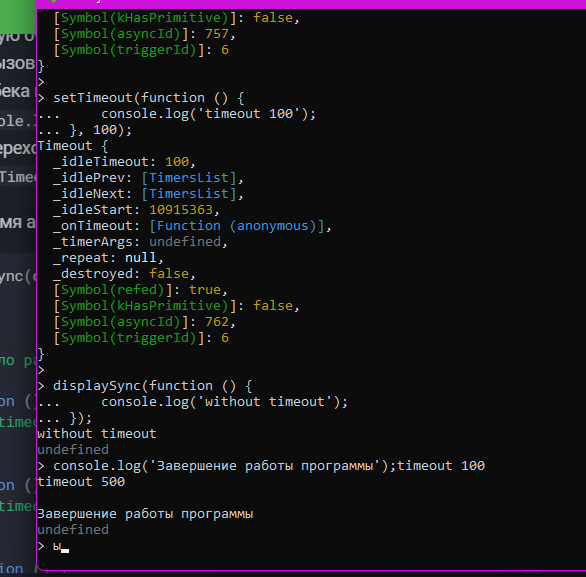 [Symbol(kHasPrimitive)]: false,
[Symbol(asyncId)]: 757,
[Symbol(triggerId)]: 6
}
>
> setTimeout(function () {
...     console.log('timeout 100');
... }, 100);
Timeout {
  _idleTimeout: 100,
  _idlePrev: [TimersList],
  _idleNext: [TimersList],
  _idleStart: 10915363,
  _onTimeout: [Function (anonymous)],
  _timerArgs: undefined,
  _repeat: null,
  _destroyed: false,
  [Symbol(refed)]: true,
  [Symbol(kHasPrimitive)]: false,
  [Symbol(asyncId)]: 762,
  [Symbol(triggerId)]: 6
}
>
> displaySync(function () {
...     console.log('without timeout');
... });
without timeout
undefined
> console.log('Завершение работы программы');timeout 100
timeout 500
Завершение работы программы
undefined
> ы